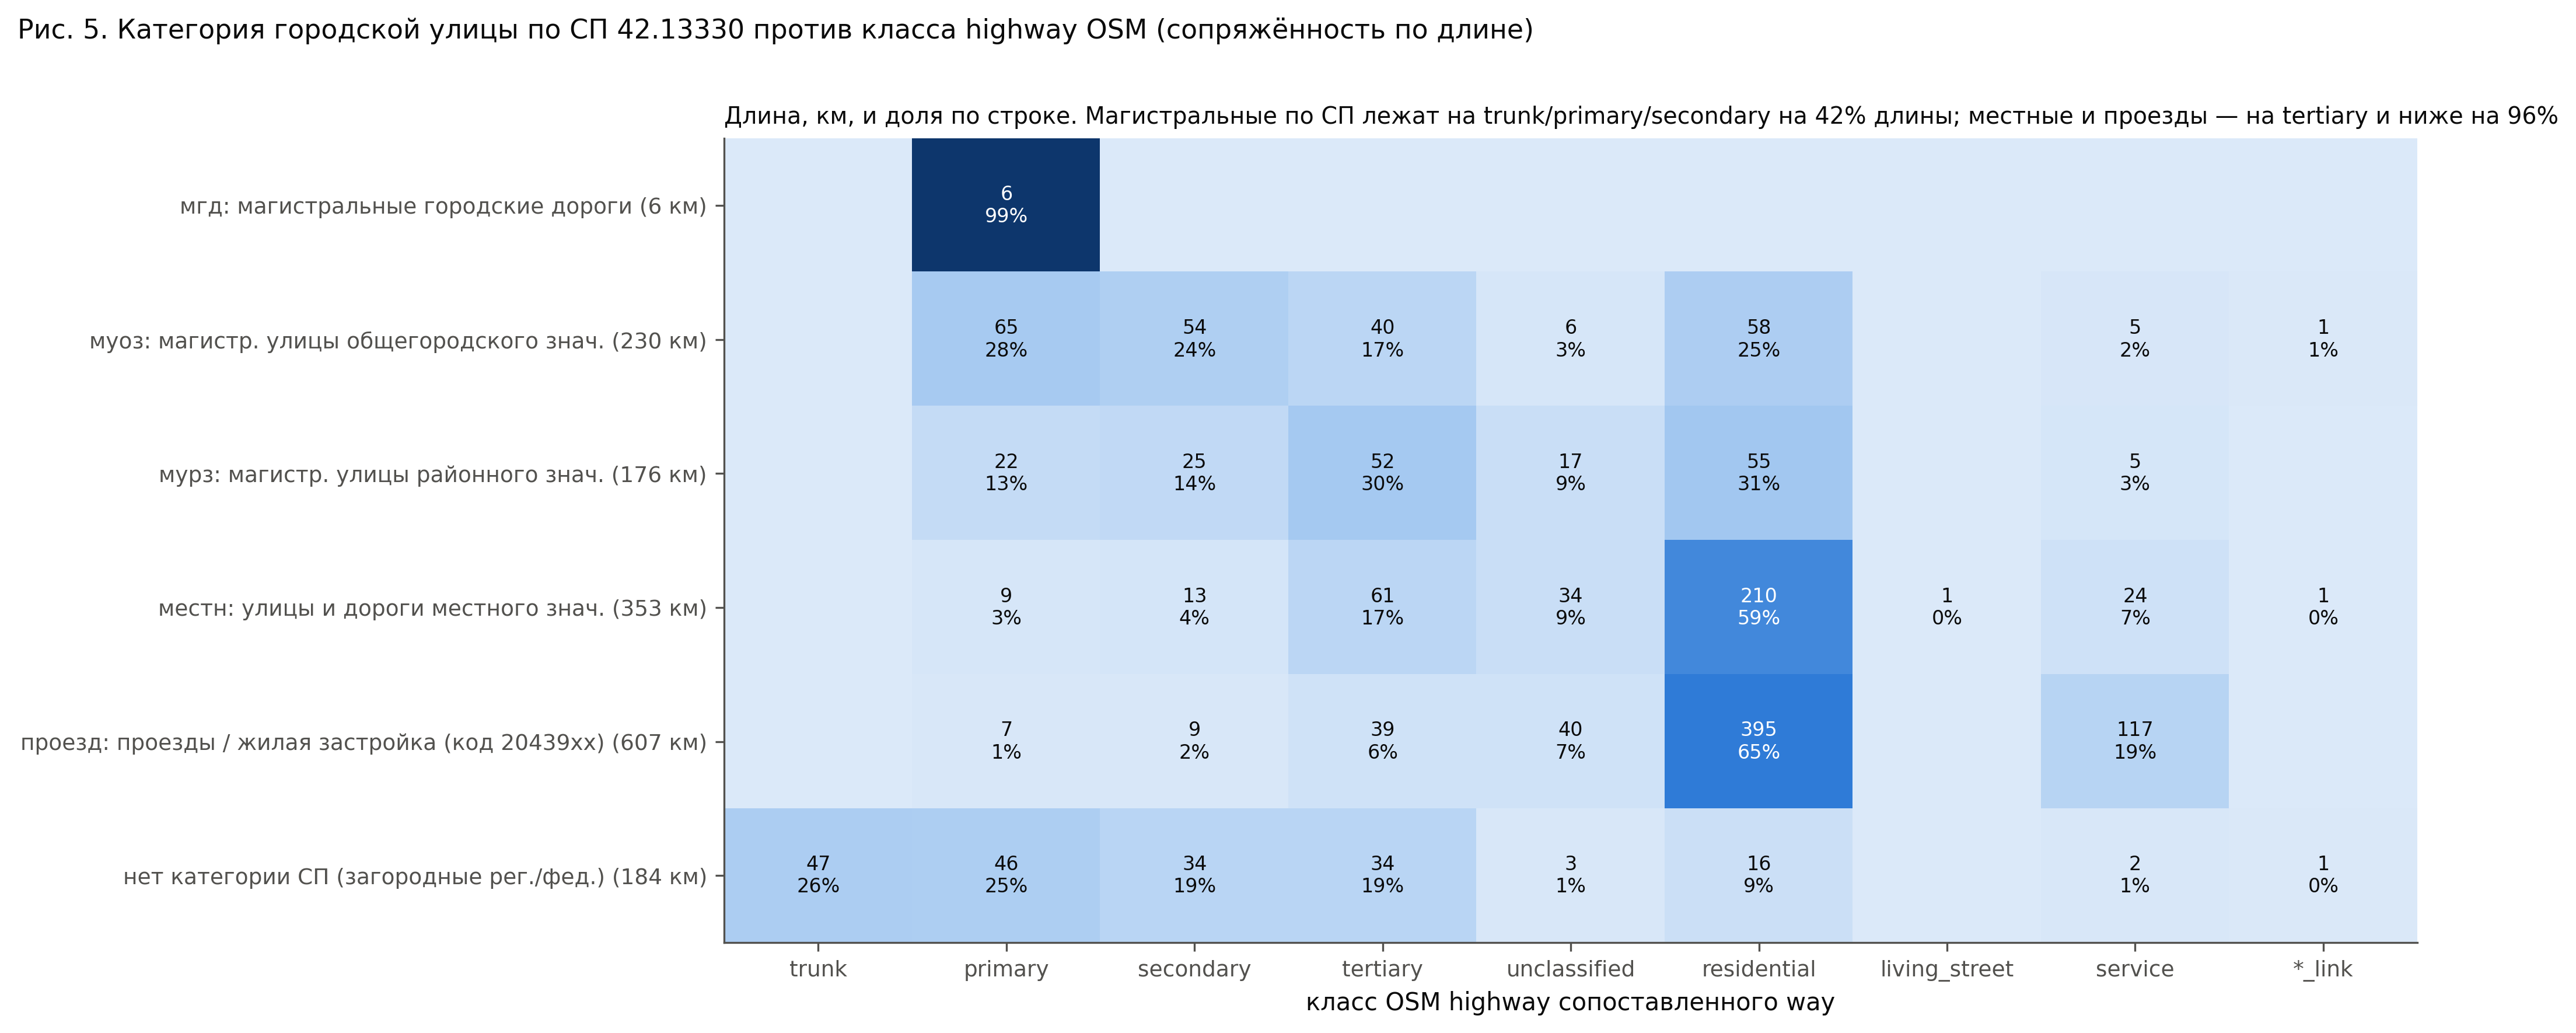 Рис. 5. Категория городской улицы по СП 42.13330 против класса highway OSM (сопряжённость по длине)
Длина, км, и доля по строке. Магистральные по СП лежат на trunk/primary/secondary на 42% длины; местные и проезды — на tertiary и ниже на 96%
мгд: магистральные городские дороги (6 км)
6
99%
муоз: магистр. улицы общегородского знач. (230 км)
65 54 40 6 58 5 1
28% 24% 17% 3% 25% 2% 1%
мурз: магистр. улицы районного знач. (176 км)
22 25 52 17 55 5
13% 14% 30% 9% 31% 3%
местн: улицы и дороги местного знач. (353 км)
9 13 61 34 210 1 24 1
3% 4% 17% 9% 59% 0% 7% 0%
проезд: проезды / жилая застройка (код 20439xx) (607 км)
7 9 39 40 395 117
1% 2% 6% 7% 65% 19%
нет категории СП (загородные рег./фед.) (184 км)
47 46 34 34 3 16 2 1
26% 25% 19% 19% 1% 9% 1% 0%
trunk primary secondary tertiary unclassified residential living_street service *_link
класс OSM highway сопоставленного way